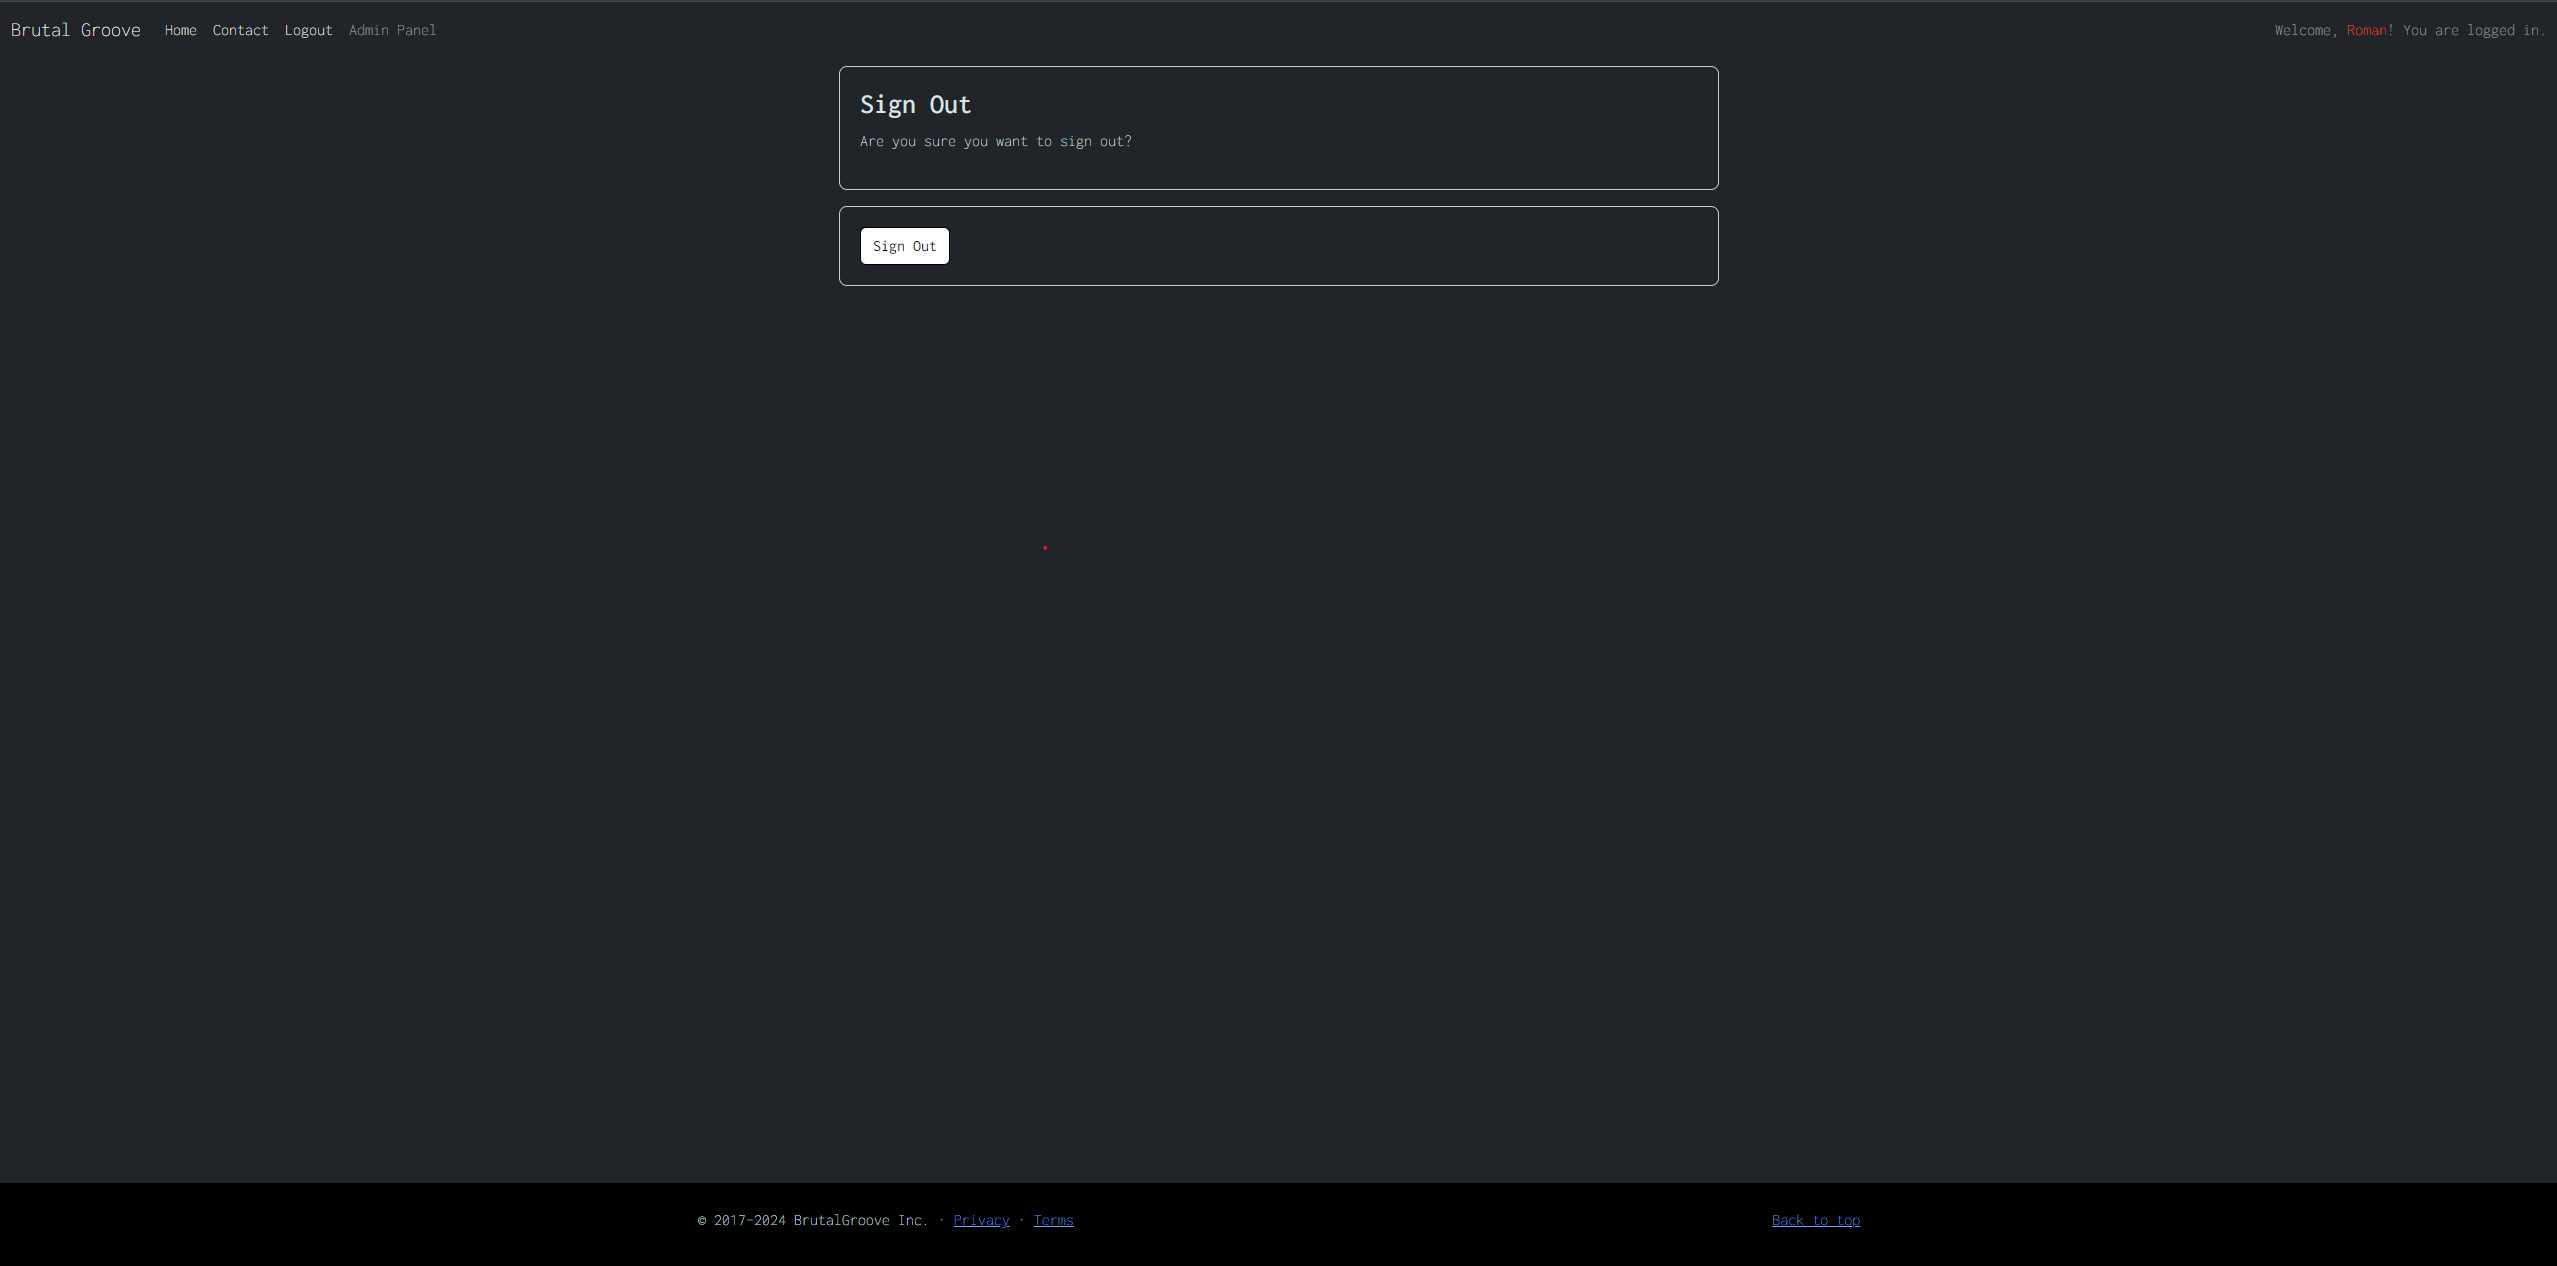 Brutal Groove Home Contact Logout Admin Panel Welcome, Roman! You are logged in.
Sign Out
Are you sure you want to sign out?
Sign Out
© 2017-2024 BrutalGroove Inc. · Privacy · Terms Back to top